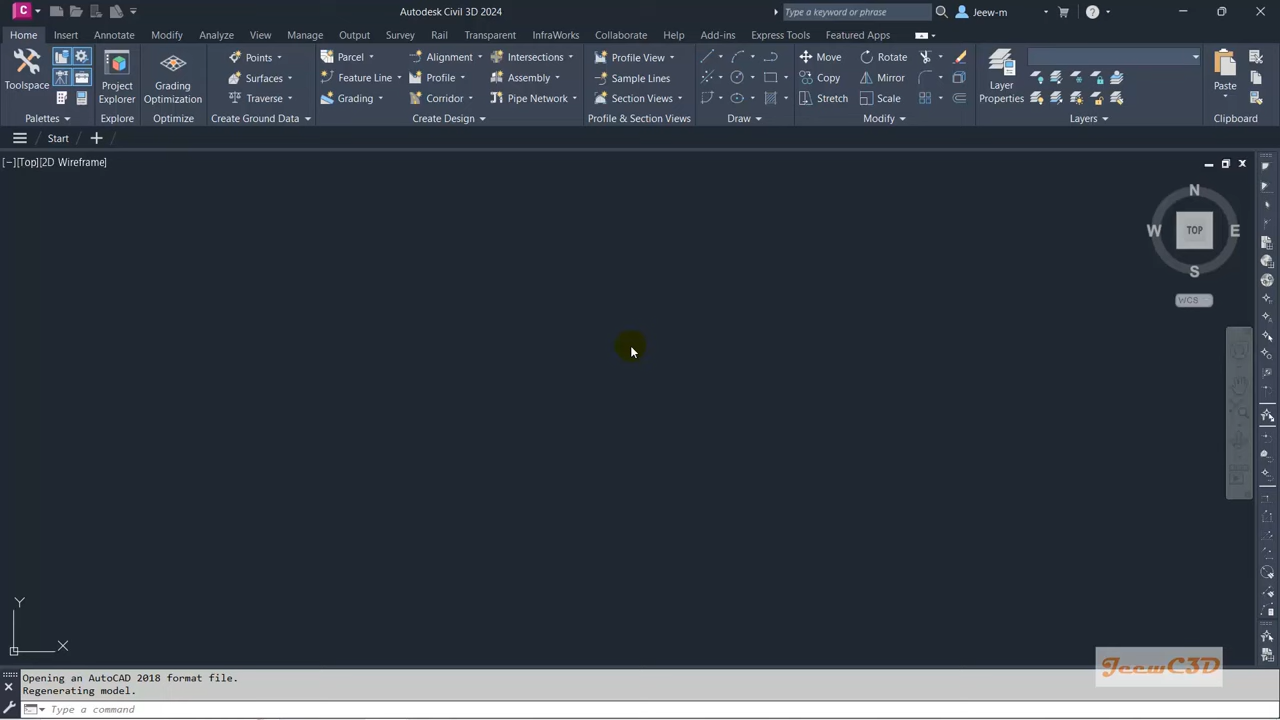 Autodesk Civil 3D 2024
Type a keyword or phrase
Jeew-m
Home Insert Annotate Modify Analyze View Manage Output Survey Rail Transparent InfraWorks Collaborate Help Add-ins Express Tools Featured Apps
Toolspace
Palettes
Project Explorer
Explore
Grading Optimization
Optimize
Points
Surfaces
Traverse
Create Ground Data
Parcel
Feature Line
Grading
Alignment
Profile
Corridor
Intersections
Assembly
Pipe Network
Create Design
Profile View
Sample Lines
Section Views
Profile & Section Views
Draw
Move
Copy
Stretch
Rotate
Mirror
Scale
Modify
Layer
Properties
Layers
Paste
Clipboard
Start
[−][Top][2D Wireframe]
N
W TOP E
S
WCS
Y
X
JeewC3D
Opening an AutoCAD 2018 format file.
Regenerating model.
Type a command